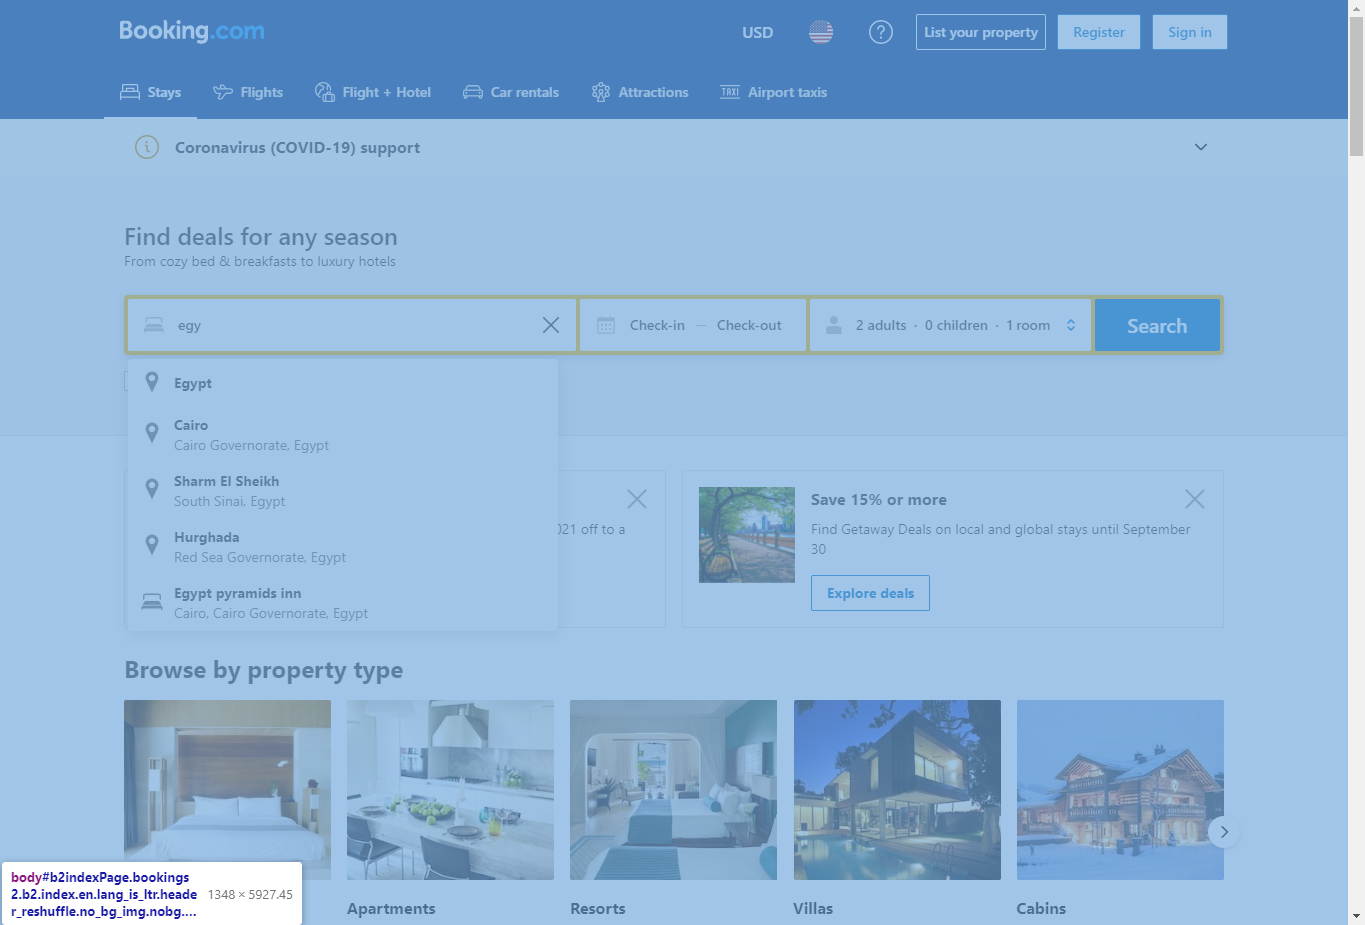 Booking.com
USD
?
List your property
Register
Sign in
Stays
Flights
Flight + Hotel
Car rentals
Attractions
TAXI Airport taxis
i Coronavirus (COVID-19) support
Find deals for any season
From cozy bed & breakfasts to luxury hotels
egy
Check-in — Check-out
2 adults · 0 children · 1 room
Search
Egypt
Cairo
Cairo Governorate, Egypt
Sharm El Sheikh
South Sinai, Egypt
Hurghada
Red Sea Governorate, Egypt
Egypt pyramids inn
Cairo, Cairo Governorate, Egypt
021 off to a
Save 15% or more
Find Getaway Deals on local and global stays until September
30
Explore deals
Browse by property type
Apartments
Resorts
Villas
Cabins
body#b2indexPage.bookings
2.b2.index.en.lang_is_ltr.heade
r_reshuffle.no_bg_img.nobg....
1348 × 5927.45